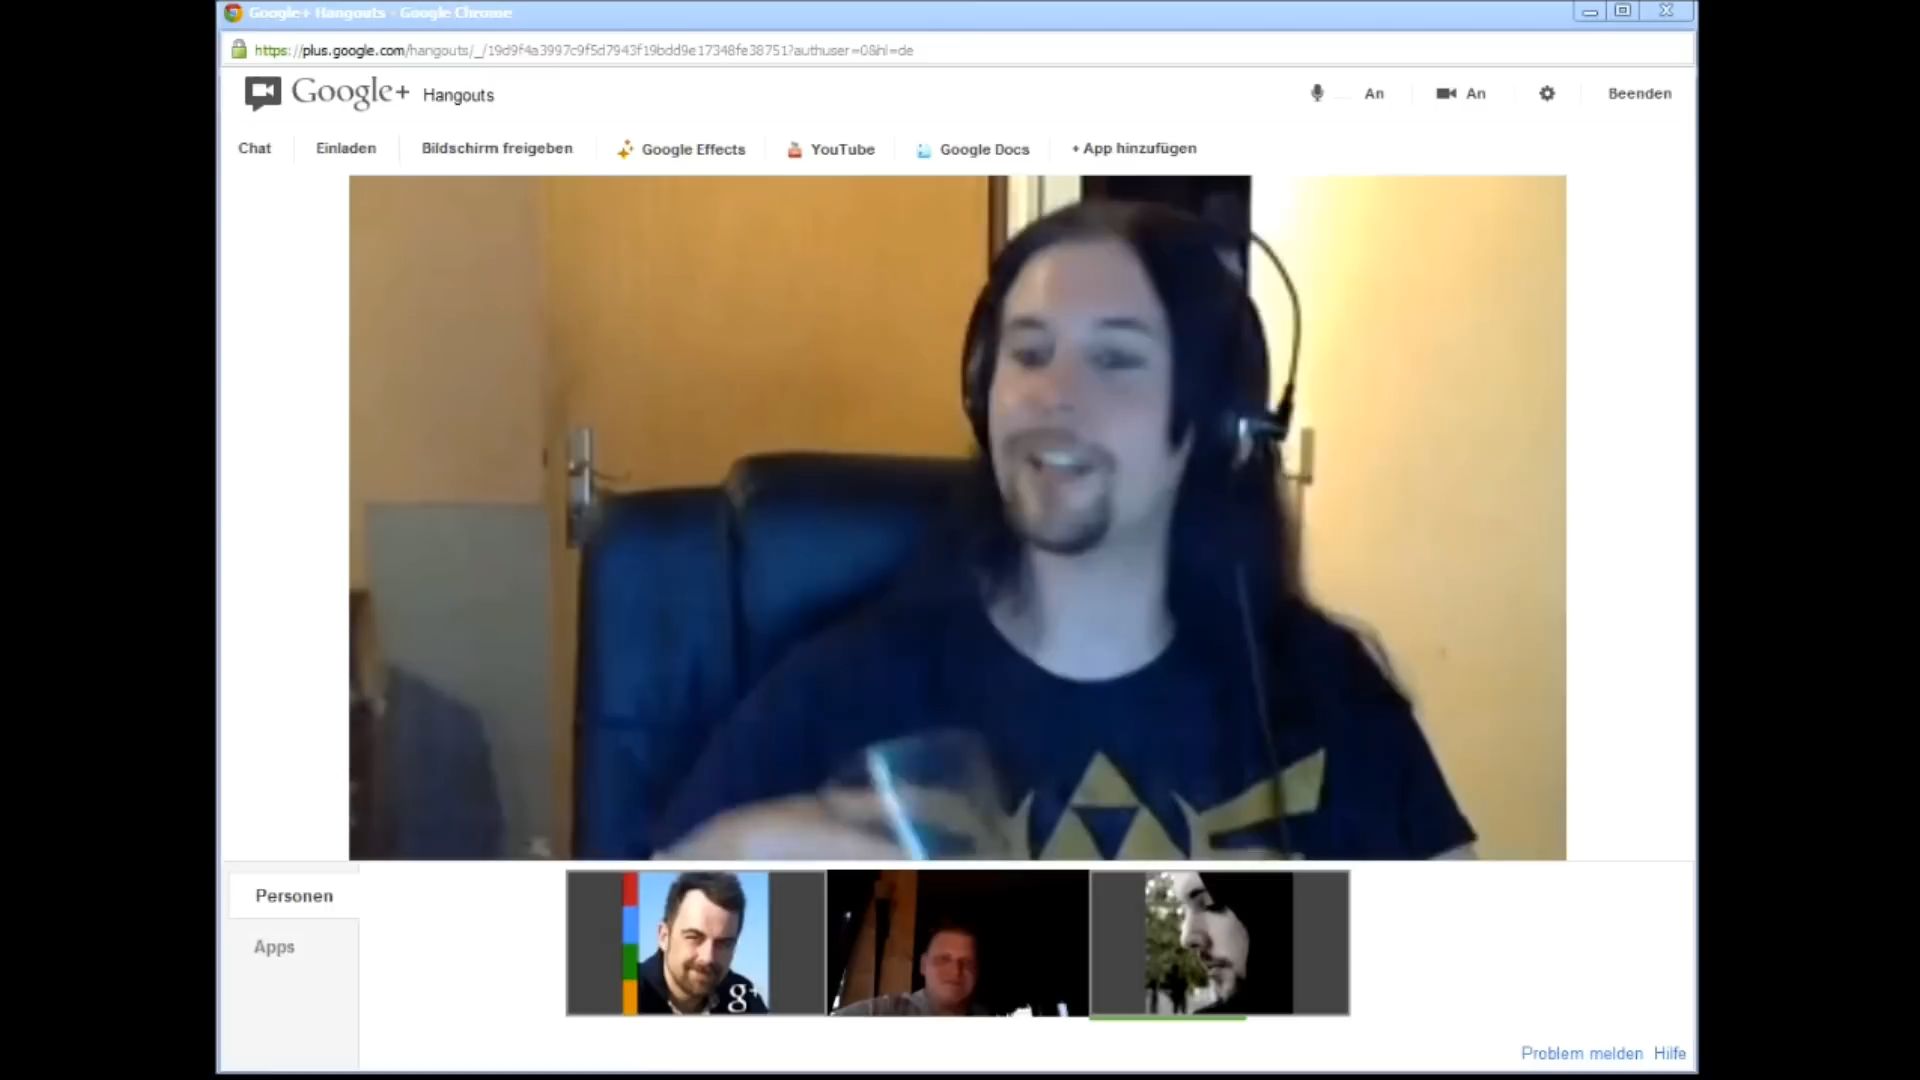 Google+ Hangouts - Google Chrome
https://plus.google.com/hangouts/_/19d9f4a3997c9f5d7943f19bdd9e17348fe38751?authuser=0&hl=de
Google+ Hangouts
An
An
Beenden
Chat
Einladen
Bildschirm freigeben
Google Effects
YouTube
Google Docs
+ App hinzufügen
Personen
Apps
g+
Problem melden
Hilfe